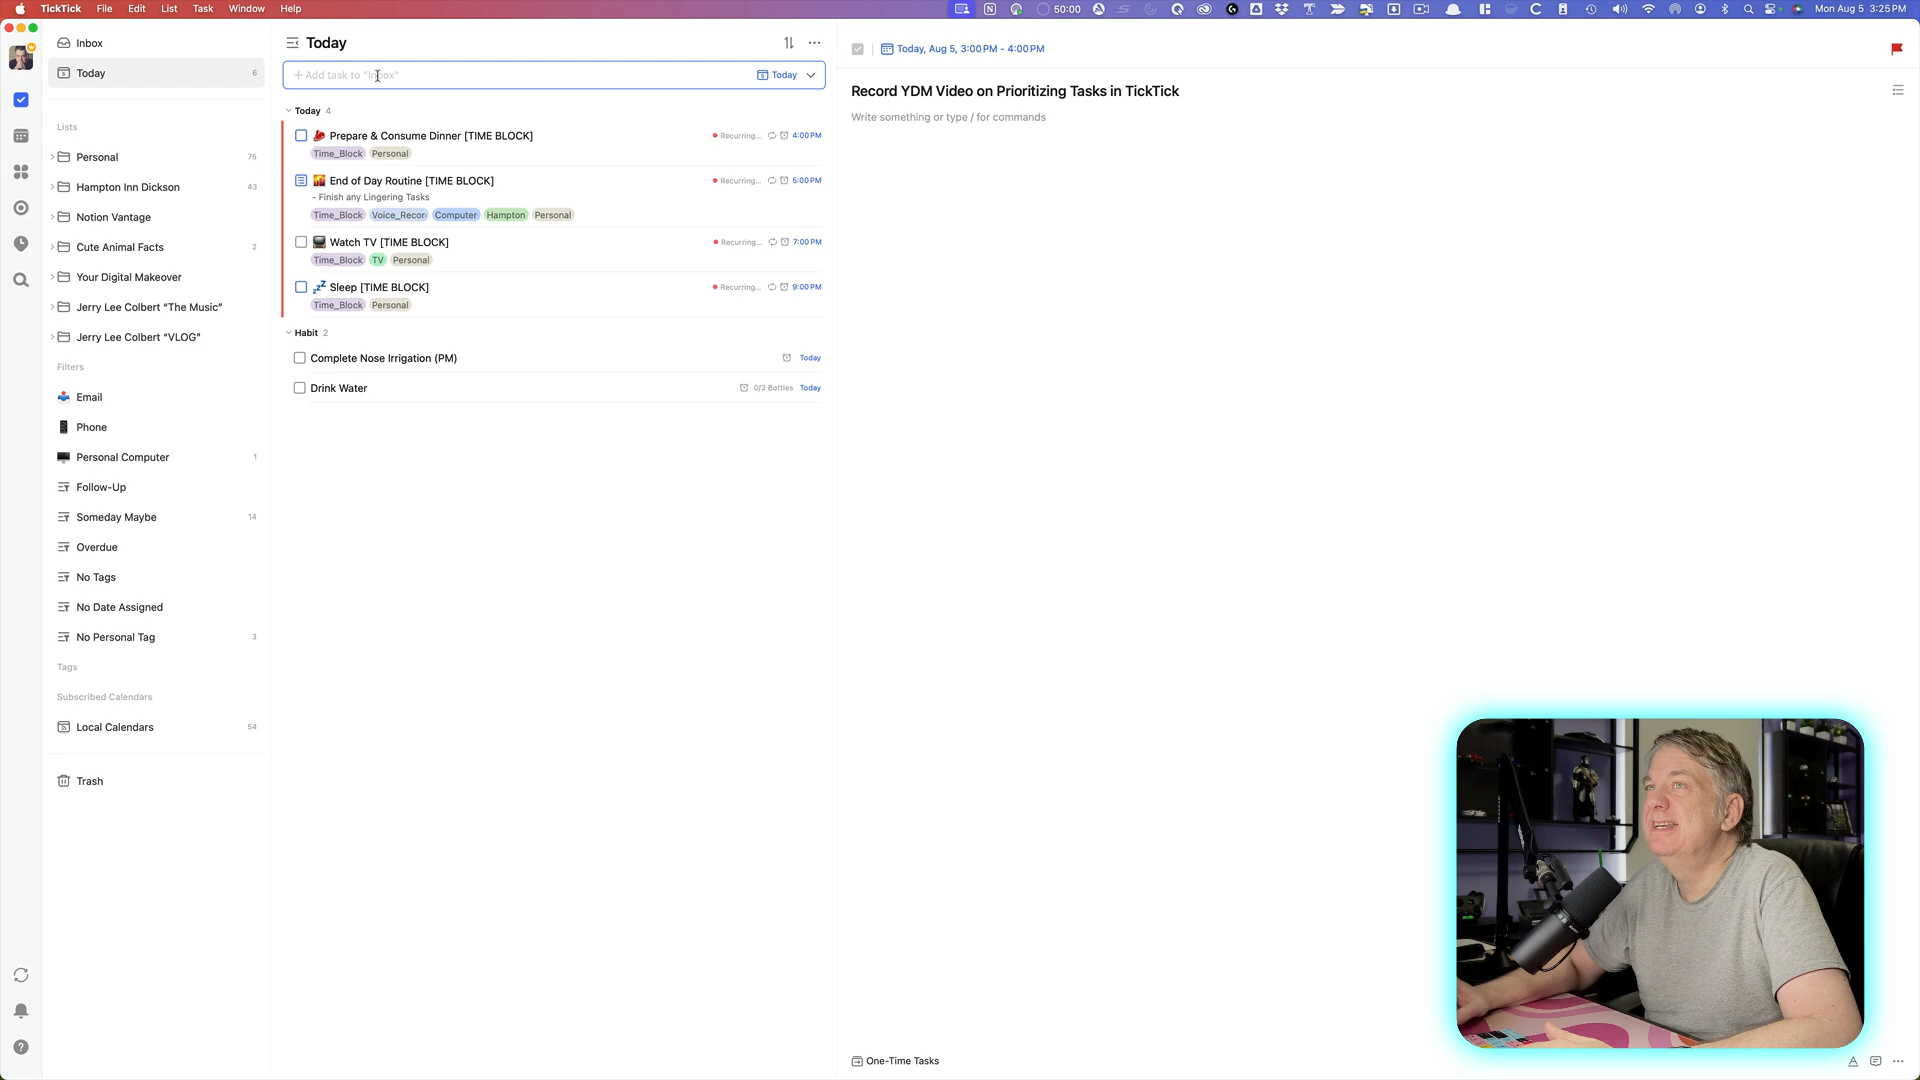 TickTick File Edit List Task Window Help
50:00
Mon Aug 5 3:25 PM
Inbox
Today 6
Lists
Personal 75
Hampton Inn Dickson 43
Notion Vantage
Cute Animal Facts 2
Your Digital Makeover
Jerry Lee Colbert “The Music”
Jerry Lee Colbert “VLOG”
Filters
Email
Phone
Personal Computer 1
Follow-Up
Someday Maybe 14
Overdue
No Tags
No Date Assigned
No Personal Tag 3
Tags
Subscribed Calendars
Local Calendars 54
Trash
Today
Add task to "Inbox" Today
Today 4
Prepare & Consume Dinner [TIME BLOCK] Recurring... 4:00 PM
Time_Block Personal
End of Day Routine [TIME BLOCK] Recurring... 5:00 PM
- Finish any Lingering Tasks
Time_Block Voice_Recor Computer Hampton Personal
Watch TV [TIME BLOCK] Recurring... 7:00 PM
Time_Block TV Personal
Sleep [TIME BLOCK] Recurring... 9:00 PM
Time_Block Personal
Habit 2
Complete Nose Irrigation (PM) Today
Drink Water 0/3 Bottles Today
Today, Aug 5, 3:00 PM - 4:00 PM
Record YDM Video on Prioritizing Tasks in TickTick
Write something or type / for commands
One-Time Tasks